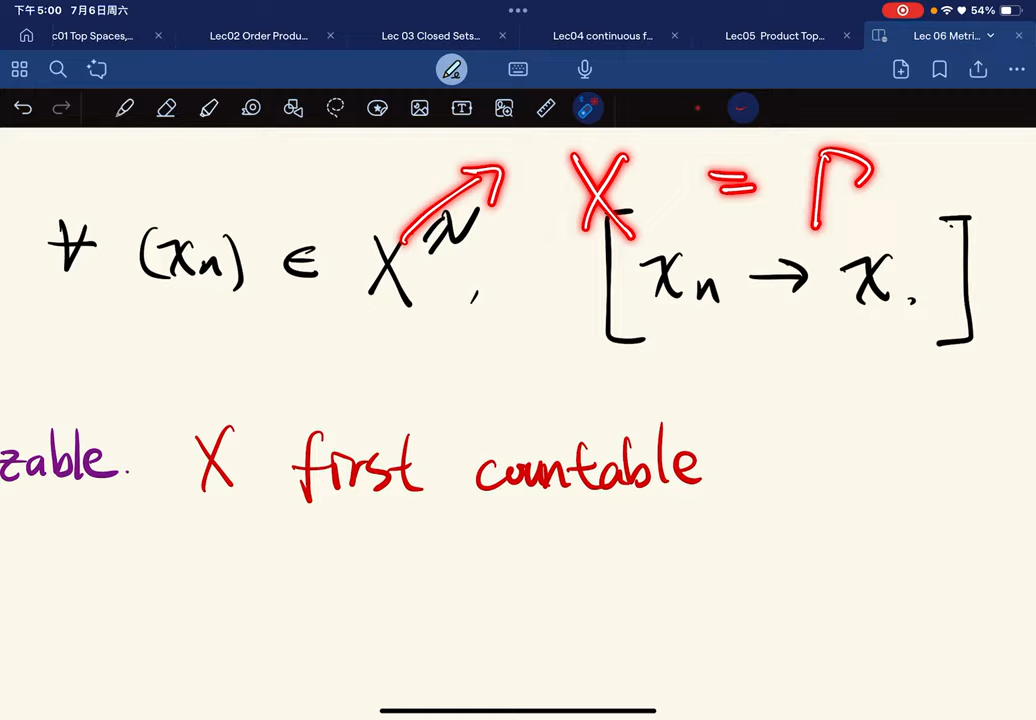 下午5:00 7月6日周六 54%
c01 Top Spaces,... Lec02 Order Produ... Lec 03 Closed Sets... Lec04 continuous f... Lec05 Product Top... Lec 06 Metri...
X = Γ
∀ (xₙ) ∈ X^ℕ, [xₙ → x.]
zable. X first countable